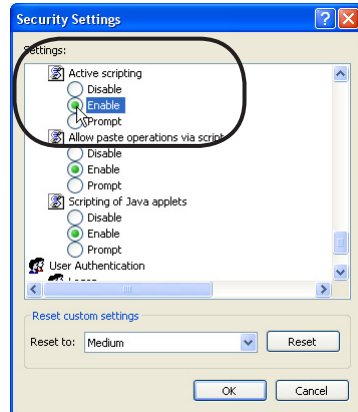 Security Settings
Settings:
Active scripting
Disable
Enable
Prompt
Allow paste operations via script
Disable
Enable
Prompt
Scripting of Java applets
Disable
Enable
Prompt
User Authentication
Logon
Reset custom settings
Reset to: Medium Reset
OK Cancel